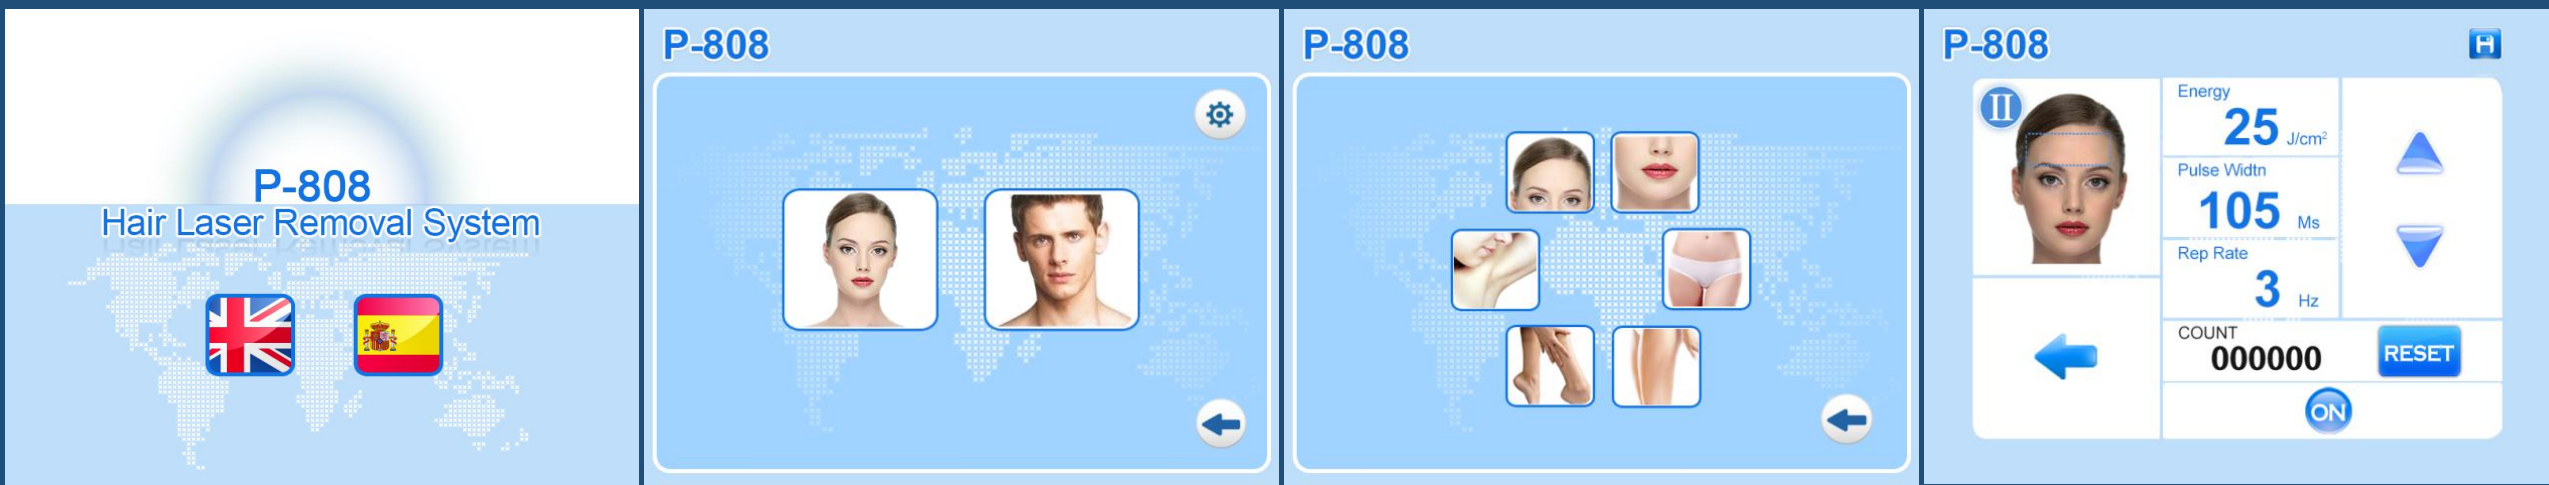 P-808
Hair Laser Removal System
P-808
P-808
P-808
II
Energy
25 J/cm²
Pulse Widtn
105 Ms
Rep Rate
3 Hz
COUNT
000000
RESET
ON